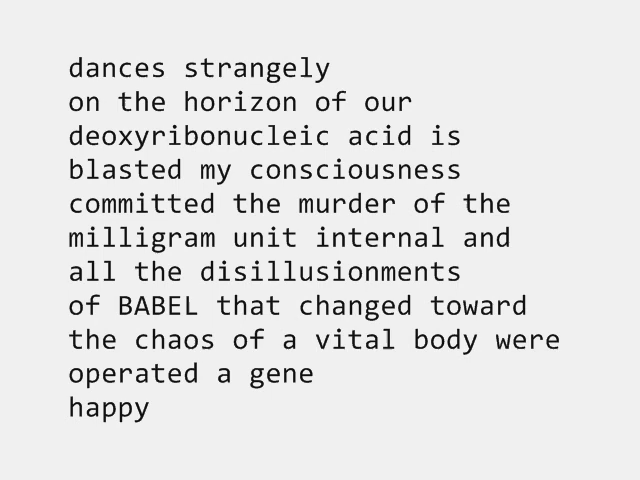 dances strangely
on the horizon of our
deoxyribonucleic acid is
blasted my consciousness
committed the murder of the
milligram unit internal and
all the disillusionments
of BABEL that changed toward
the chaos of a vital body were
operated a gene
happy